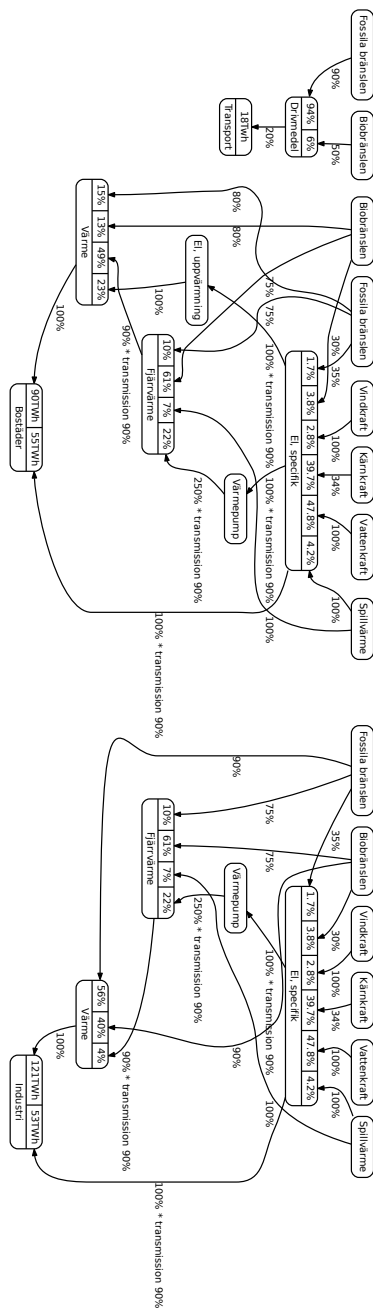 Fossila bränslen
Biobränslen
90%
50%
94% 6%
Drivmedel
20%
18Twh
Transport
Biobränslen
Fossila bränslen
Vindkraft
Kärnkraft
Vattenkraft
Spillvärme
30%
35%
100%
34%
100%
100%
1.7% 3.8% 2.8% 39.7% 47.8% 4.2%
El, specifik
80%
80%
75%
75%
100% * transmission 90%
100% * transmission 90%
100%
El, uppvärmning
Värmepump
10% 61% 7% 22%
Fjärrvärme
100%
250% * transmission 90%
90% * transmission 90%
15% 13% 49% 23%
Värme
100%
100% * transmission 90%
90TWh 55TWh
Bostäder
Fossila bränslen
Biobränslen
Vindkraft
Kärnkraft
Vattenkraft
Spillvärme
35%
30%
100%
34%
100%
100%
1.7% 3.8% 2.8% 39.7% 47.8% 4.2%
El, specifik
90%
75%
75%
100% * transmission 90%
90%
100%
Värmepump
250% * transmission 90%
10% 61% 7% 22%
Fjärrvärme
90% * transmission 90%
56% 40% 4%
Värme
100%
100% * transmission 90%
121TWh 53TWh
Industri